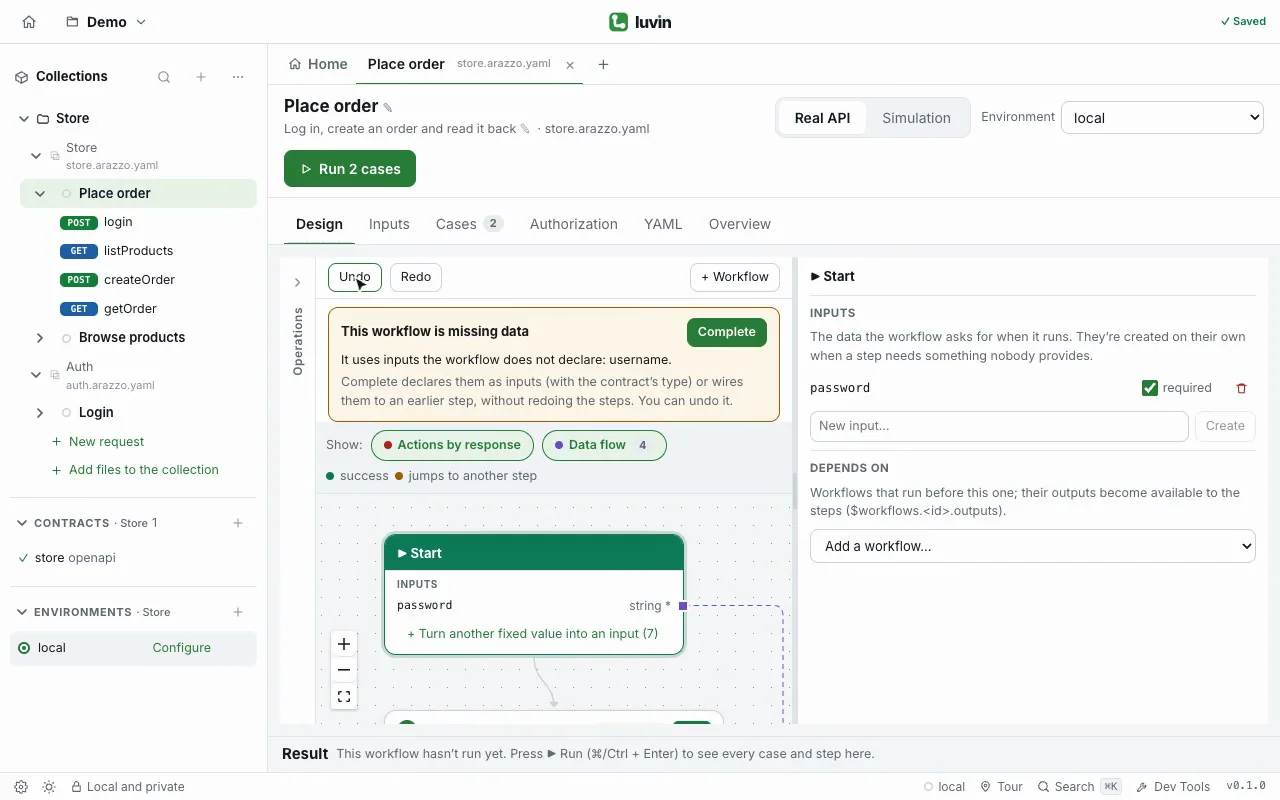 Demo
luvin
✓ Saved
Collections
Store
Store
store.arazzo.yaml
Place order
POST login
GET listProducts
POST createOrder
GET getOrder
Browse products
Auth
auth.arazzo.yaml
Login
+ New request
+ Add files to the collection
CONTRACTS · Store 1
✓ store openapi
ENVIRONMENTS · Store
local Configure
Home
Place order store.arazzo.yaml
Place order
Log in, create an order and read it back · store.arazzo.yaml
Real API Simulation
Environment local
Run 2 cases
Design Inputs Cases 2 Authorization YAML Overview
Operations
Undo Redo + Workflow
This workflow is missing data
Complete
It uses inputs the workflow does not declare: username.
Complete declares them as inputs (with the contract’s type) or wires
them to an earlier step, without redoing the steps. You can undo it.
Show: Actions by response Data flow 4
success jumps to another step
▶ Start
INPUTS
password string *
+ Turn another fixed value into an input (7)
▶ Start
INPUTS
The data the workflow asks for when it runs. They’re created on their own
when a step needs something nobody provides.
password required
New input... Create
DEPENDS ON
Workflows that run before this one; their outputs become available to the
steps ($workflows.<id>.outputs).
Add a workflow...
Result This workflow hasn’t run yet. Press ▶ Run (⌘/Ctrl + Enter) to see every case and step here.
Local and private
local Tour Search ⌘K Dev Tools v0.1.0